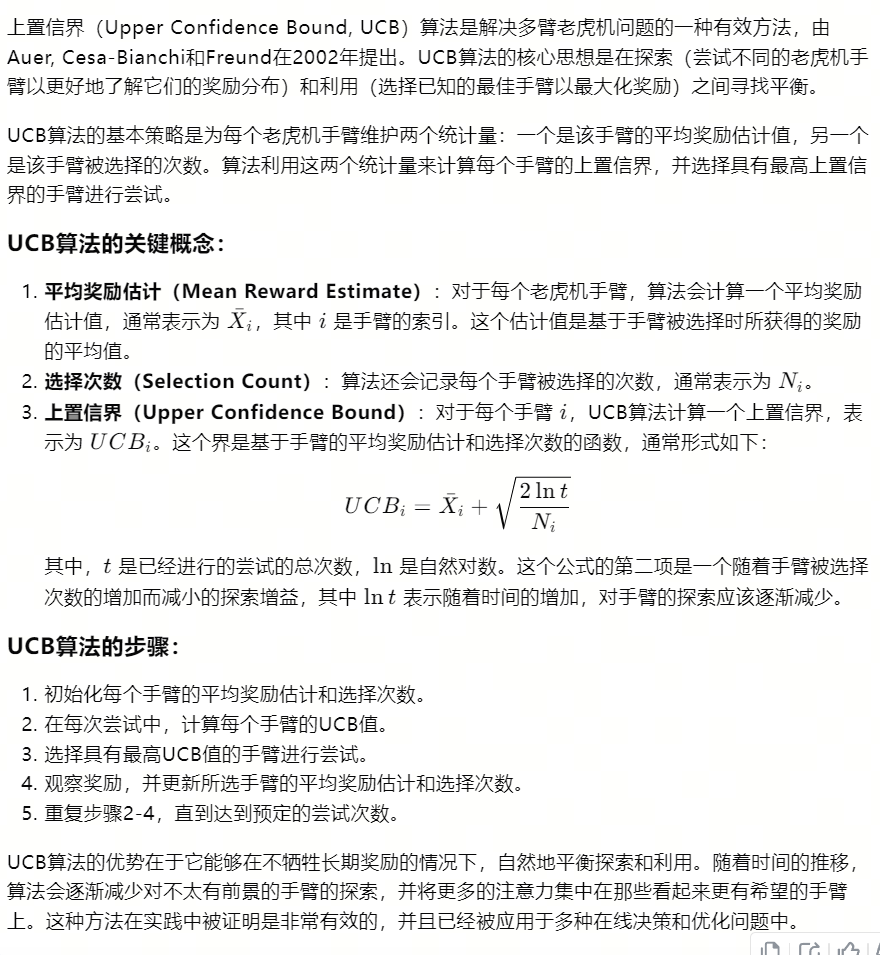 上置信界（Upper Confidence Bound, UCB）算法是解决多臂老虎机问题的一种有效方法，由
Auer, Cesa-Bianchi和Freund在2002年提出。UCB算法的核心思想是在探索（尝试不同的老虎机手
臂以更好地了解它们的奖励分布）和利用（选择已知的最佳手臂以最大化奖励）之间寻找平衡。
UCB算法的基本策略是为每个老虎机手臂维护两个统计量：一个是该手臂的平均奖励估计值，另一个
是该手臂被选择的次数。算法利用这两个统计量来计算每个手臂的上置信界，并选择具有最高上置信
界的手臂进行尝试。
UCB算法的关键概念：
1. 平均奖励估计（Mean Reward Estimate）：对于每个老虎机手臂，算法会计算一个平均奖励
估计值，通常表示为 X̄ᵢ，其中 i 是手臂的索引。这个估计值是基于手臂被选择时所获得的奖励
的平均值。
2. 选择次数（Selection Count）：算法还会记录每个手臂被选择的次数，通常表示为 Nᵢ。
3. 上置信界（Upper Confidence Bound）：对于每个手臂 i，UCB算法计算一个上置信界，表
示为 UCBᵢ。这个界是基于手臂的平均奖励估计和选择次数的函数，通常形式如下：
UCBᵢ = X̄ᵢ + √(2 ln t / Nᵢ)
其中，t 是已经进行的尝试的总次数，ln 是自然对数。这个公式的第二项是一个随着手臂被选择
次数的增加而减小的探索增益，其中 ln t 表示随着时间的增加，对手臂的探索应该逐渐减少。
UCB算法的步骤：
1. 初始化每个手臂的平均奖励估计和选择次数。
2. 在每次尝试中，计算每个手臂的UCB值。
3. 选择具有最高UCB值的手臂进行尝试。
4. 观察奖励，并更新所选手臂的平均奖励估计和选择次数。
5. 重复步骤2-4，直到达到预定的尝试次数。
UCB算法的优势在于它能够在不牺牲长期奖励的情况下，自然地平衡探索和利用。随着时间的推移，
算法会逐渐减少对不太有前景的手臂的探索，并将更多的注意力集中在那些看起来更有希望的手臂
上。这种方法在实践中被证明是非常有效的，并且已经被应用于多种在线决策和优化问题中。